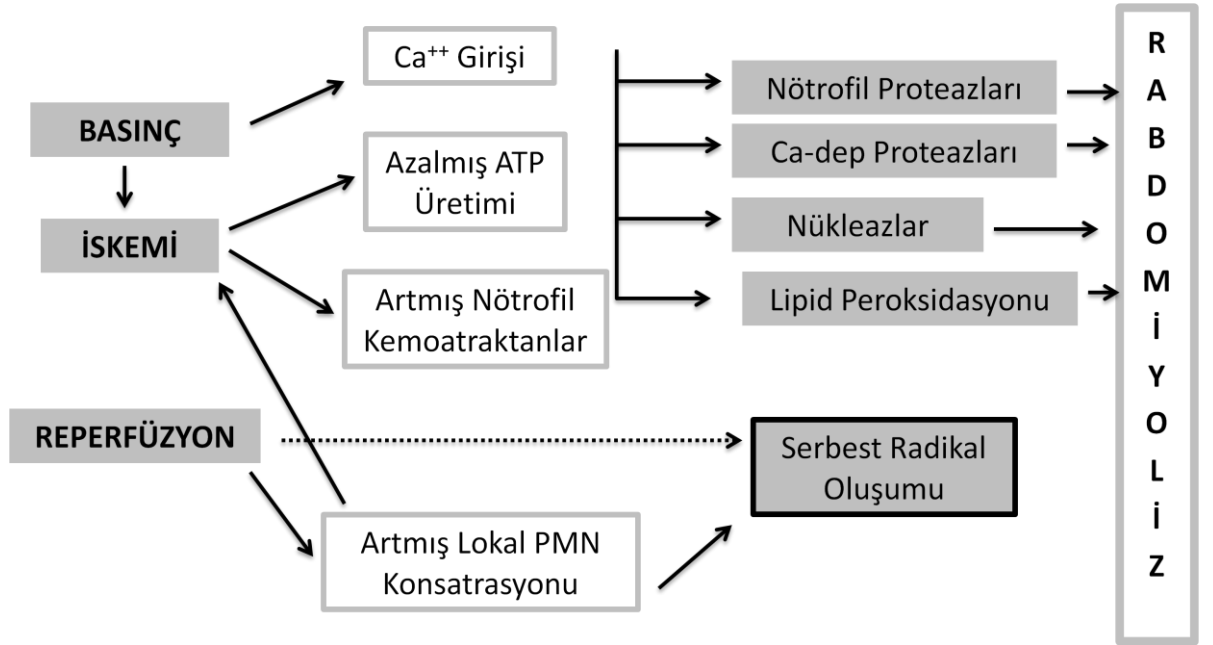 BASINÇ
İSKEMİ
REPERFÜZYON
Ca⁺⁺ Girişi
Azalmış ATP
Üretimi
Artmış Nötrofil
Kemoatraktanlar
Artmış Lokal PMN
Konsatrasyonu
Nötrofil Proteazları
Ca-dep Proteazları
Nükleazlar
Lipid Peroksidasyonu
Serbest Radikal
Oluşumu
R
A
B
D
O
M
İ
Y
O
L
İ
Z